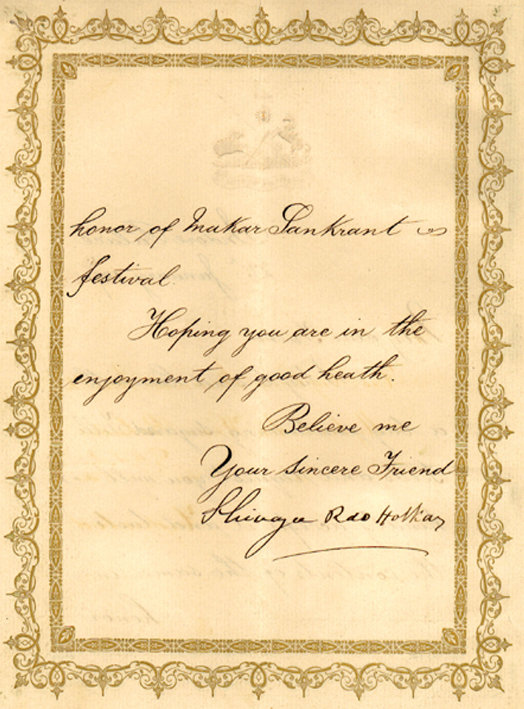 honor of Makar Sankrant
festival.
Hoping you are in the
enjoyment of good heath.
Believe me
Your Sincere Friend
Shivaji Rao Holkar